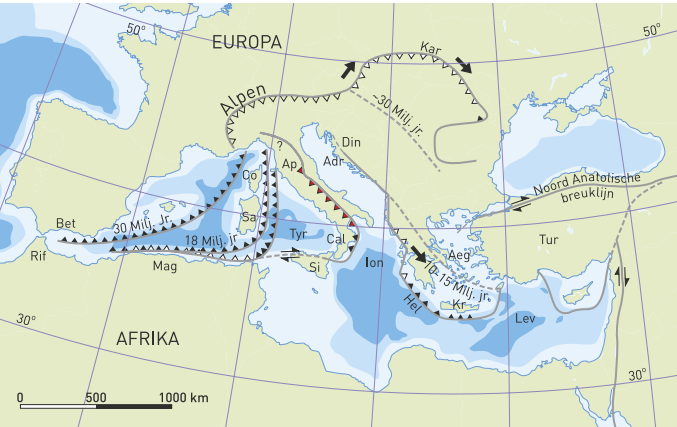 50°
50°
EUROPA
Kar
Alpen
~30 Milj. jr.
?
Din
Ap
Adr
Co
Noord Anatolische
breuklijn
Sa
Bet
30 Milj. Jr.
Tyr
Cal
Aeg
Tur
18 Milj. jr
Rif
Mag
Si
Ion
10-15 Milj. jr.
Hel
Kr
Lev
30°
AFRIKA
30°
0 500 1000 km